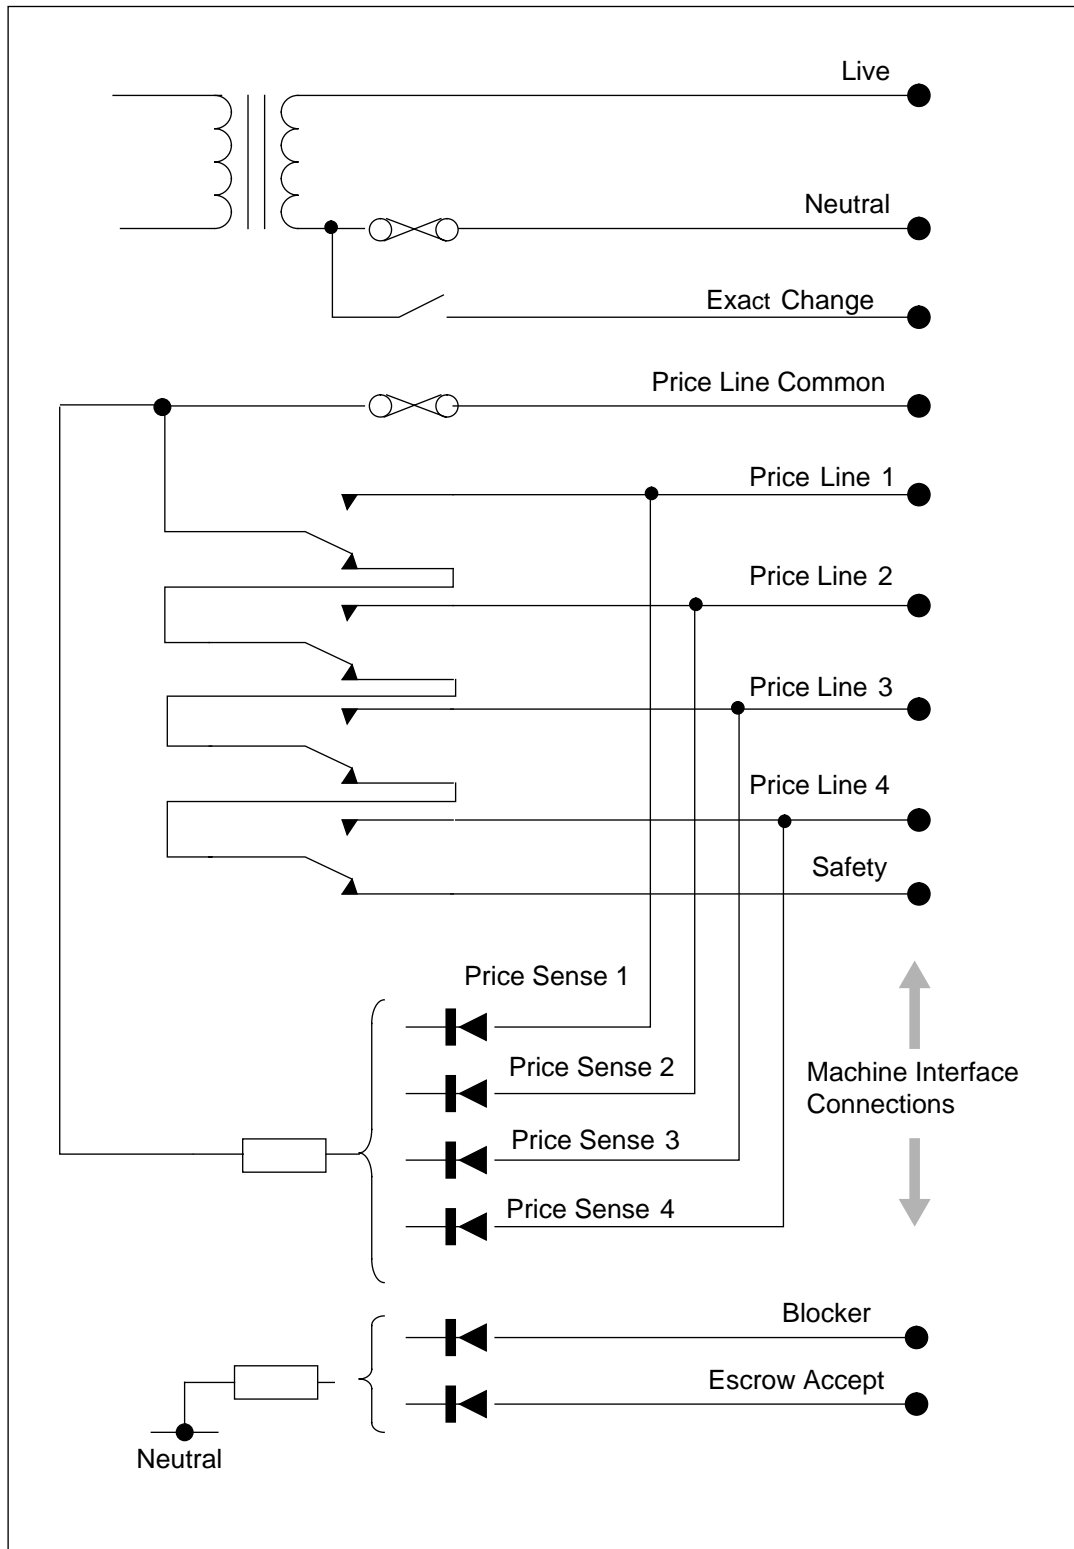 Live
Neutral
Exact Change
Price Line Common
Price Line 1
Price Line 2
Price Line 3
Price Line 4
Safety
Price Sense 1
Price Sense 2
Price Sense 3
Price Sense 4
Machine Interface
Connections
Blocker
Escrow Accept
Neutral